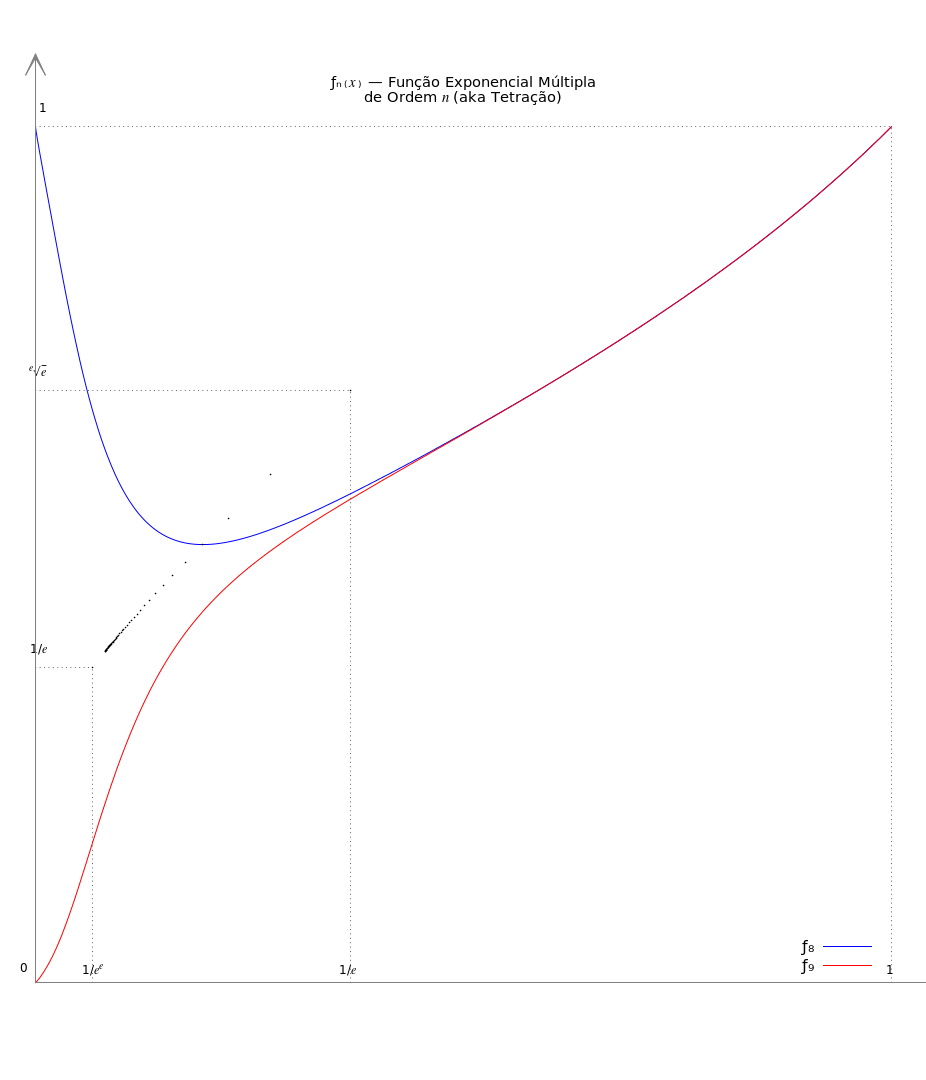 ƒₙ₍𝑥₎ — Função Exponencial Múltipla
de Ordem 𝑛 (aka Tetração)
1
ᵉ√e
1/e
0
1/eᵉ
1/e
1
ƒ₈
ƒ₉